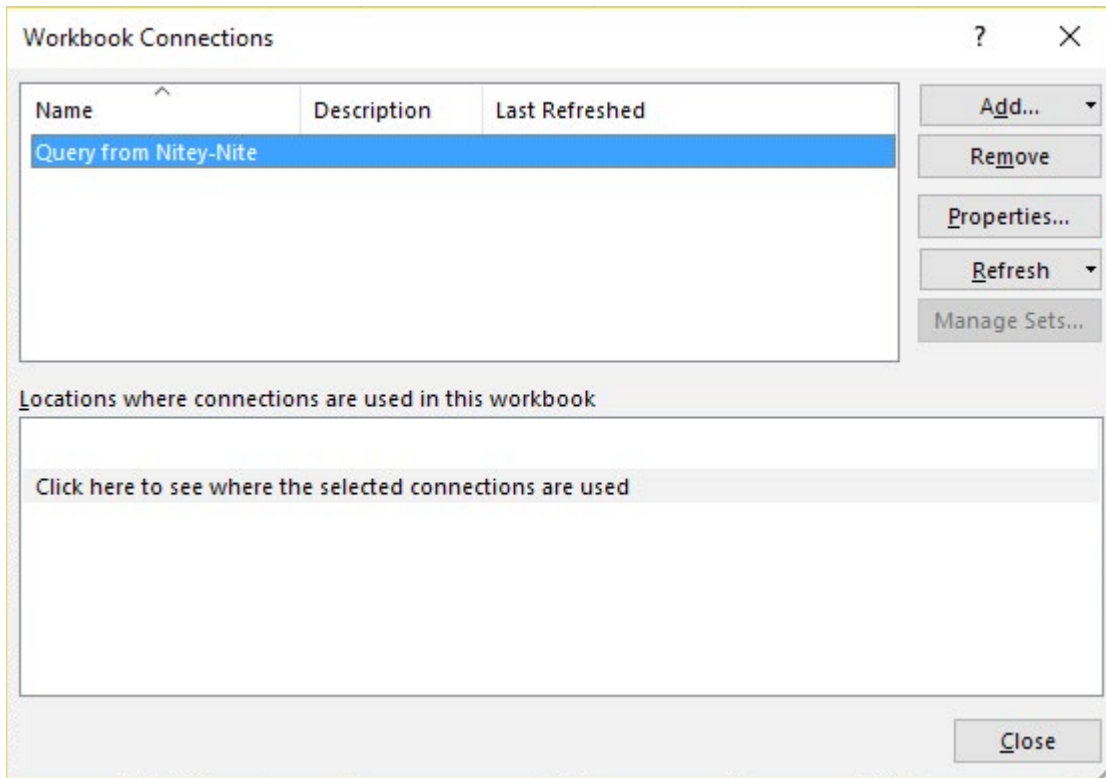 Workbook Connections
?
Name Description Last Refreshed
Query from Nitey-Nite
Add...
Remove
Properties...
Refresh
Manage Sets...
Locations where connections are used in this workbook
Click here to see where the selected connections are used
Close